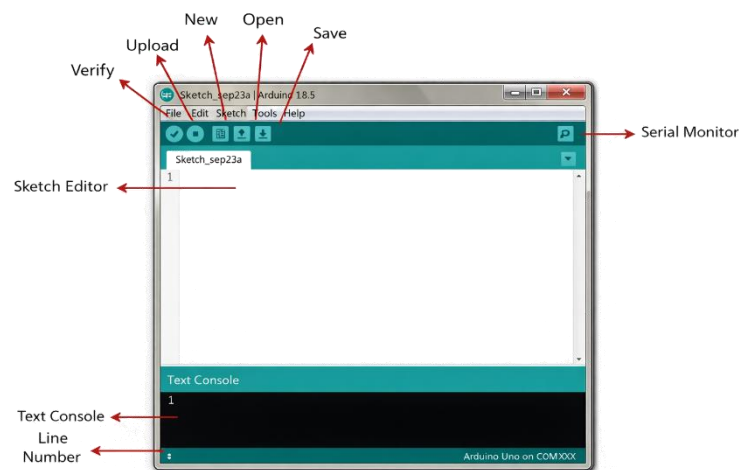 New
Open
Save
Upload
Verify
Sketch_sep23a | Arduino 18.5
File Edit Sketch Tools Help
Serial Monitor
Sketch_sep23a
1
Sketch Editor
Text Console
1
Text Console
Line
Number
Arduino Uno on COMXXX